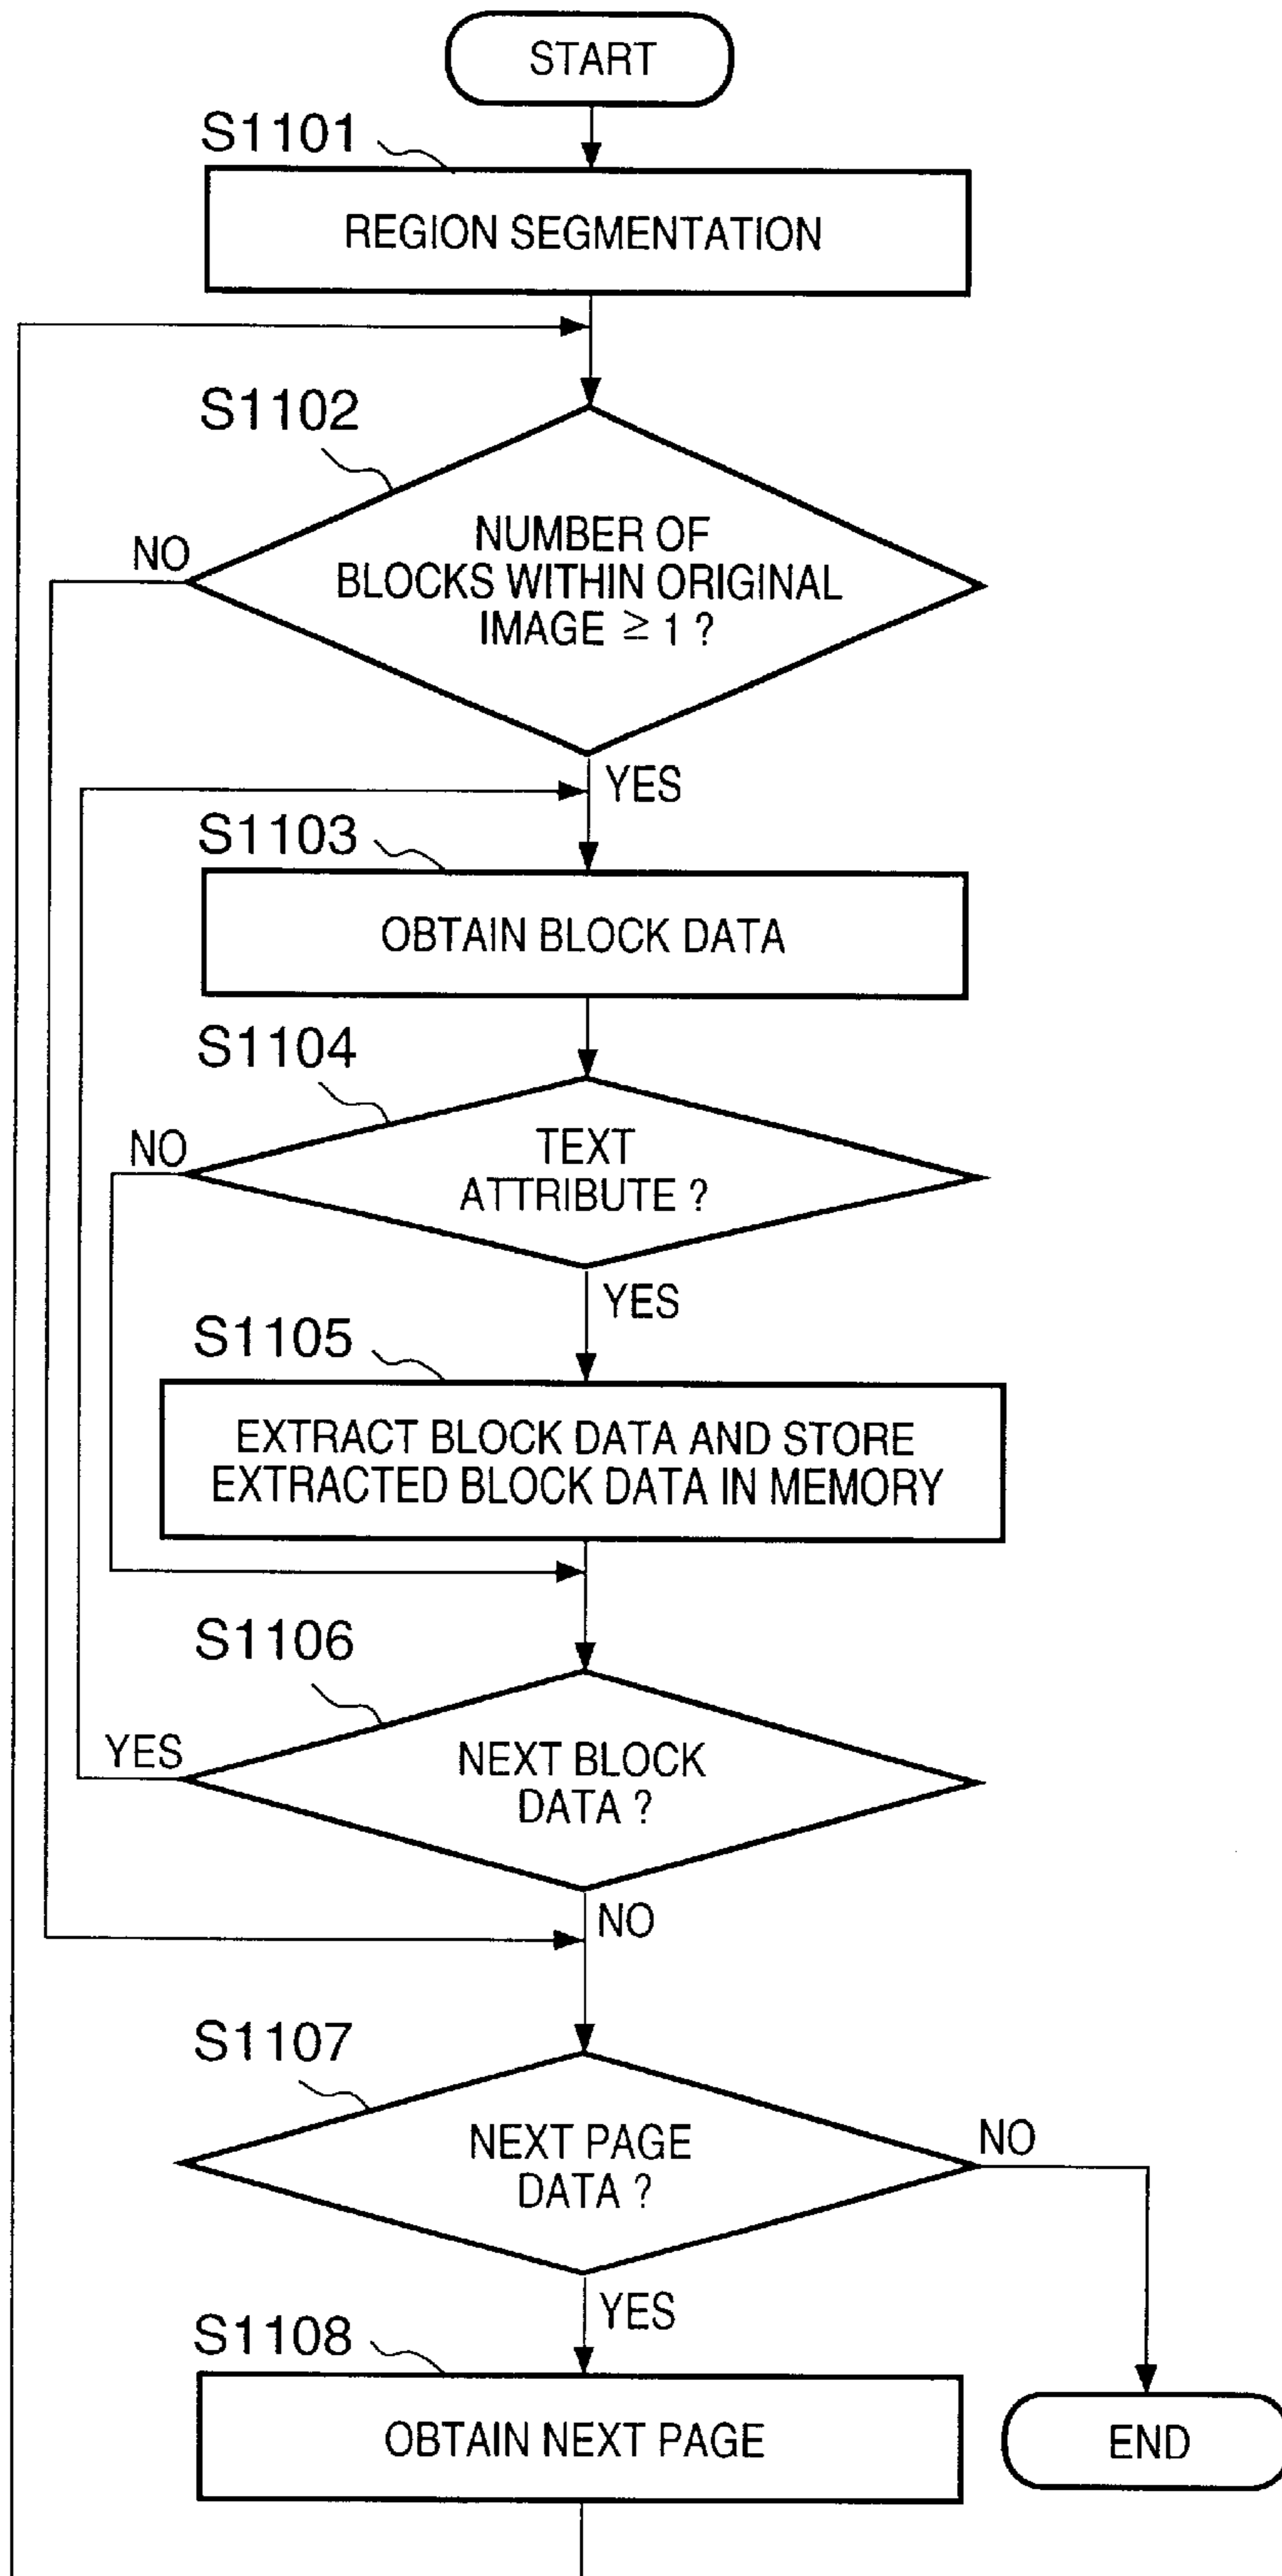 START
S1101
REGION SEGMENTATION
S1102
NUMBER OF
BLOCKS WITHIN ORIGINAL
IMAGE ≥ 1 ?
NO
YES
S1103
OBTAIN BLOCK DATA
S1104
NO
TEXT
ATTRIBUTE ?
YES
S1105
EXTRACT BLOCK DATA AND STORE
EXTRACTED BLOCK DATA IN MEMORY
S1106
YES
NEXT BLOCK
DATA ?
NO
S1107
NEXT PAGE
DATA ?
NO
YES
S1108
OBTAIN NEXT PAGE
END